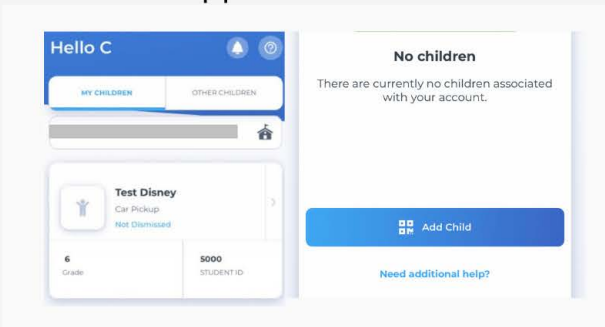 Hello C
MY CHILDREN
OTHER CHILDREN
Test Disney
Car Pickup
Not Dismissed
6
Grade
5000
STUDENT ID
No children
There are currently no children associated
with your account.
Add Child
Need additional help?